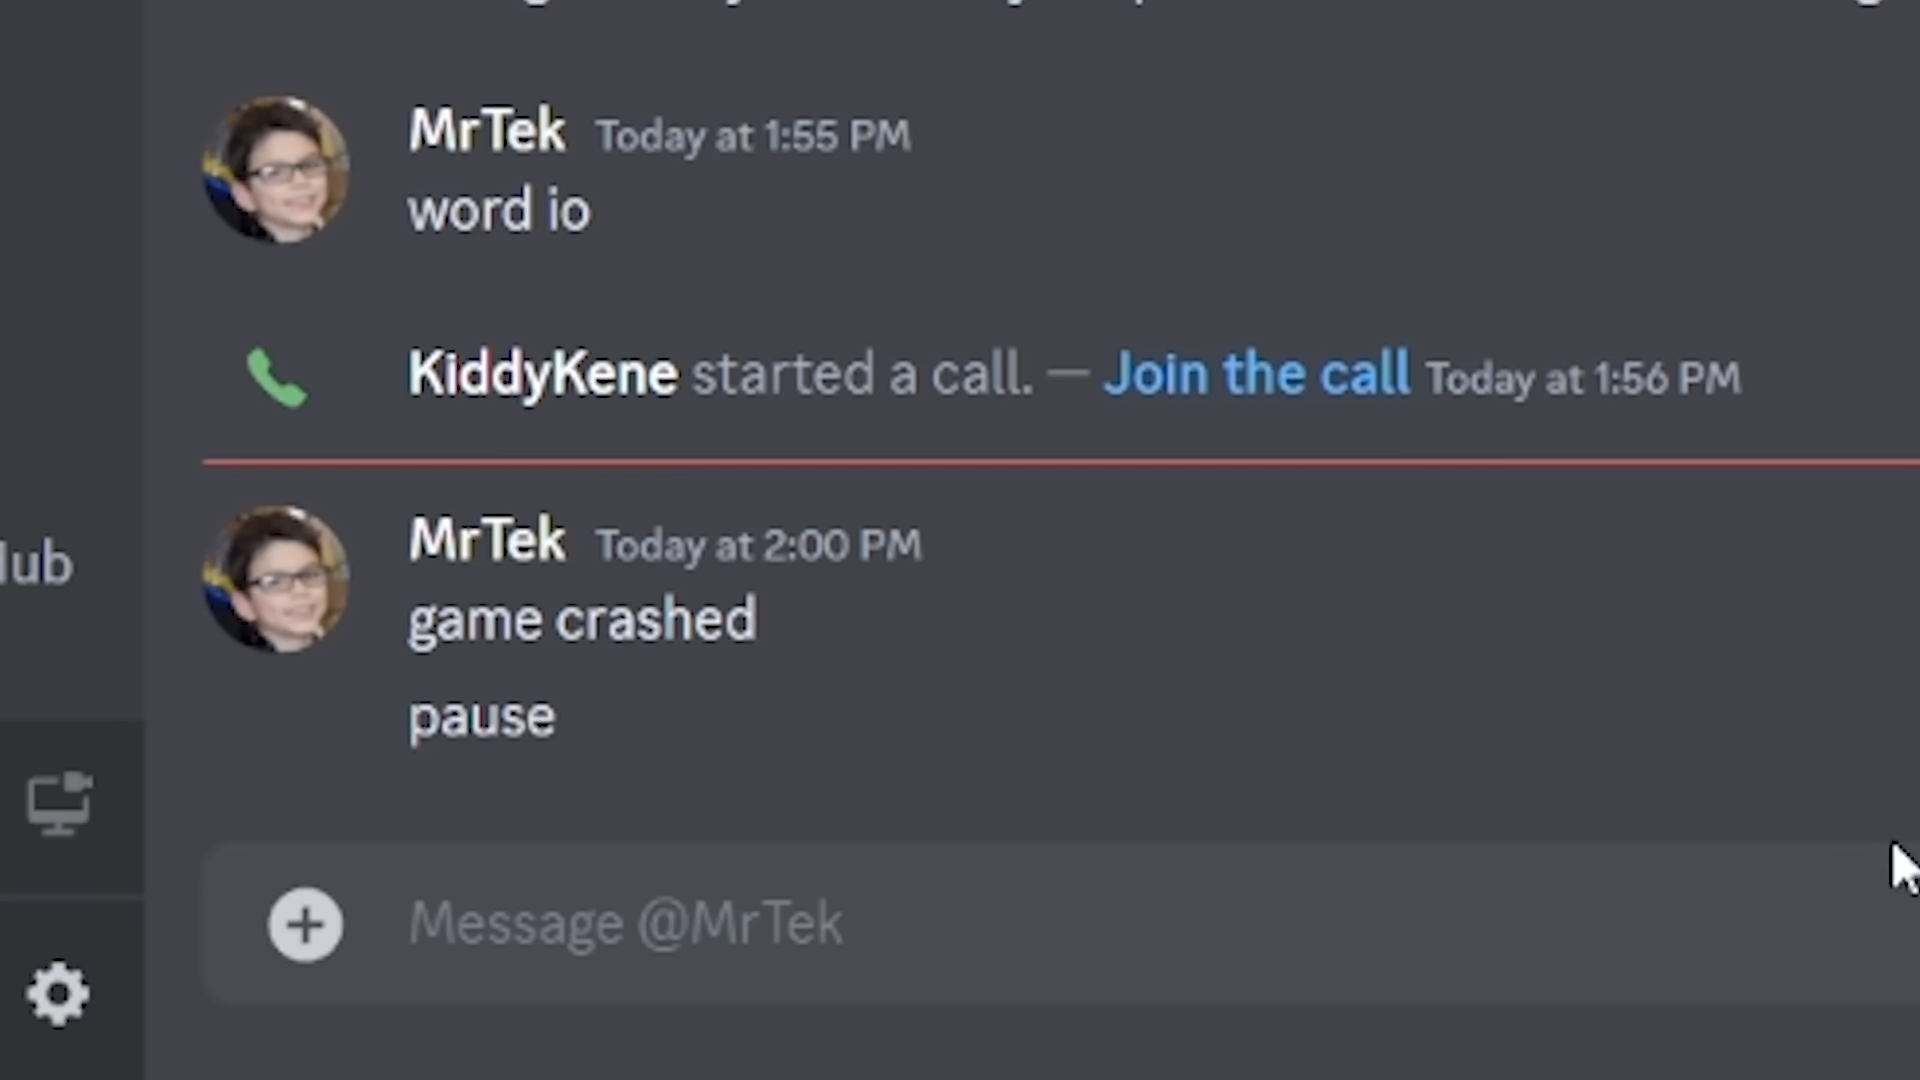 MrTek Today at 1:55 PM
word io
KiddyKene started a call. — Join the call Today at 1:56 PM
MrTek Today at 2:00 PM
game crashed
pause
Message @MrTek